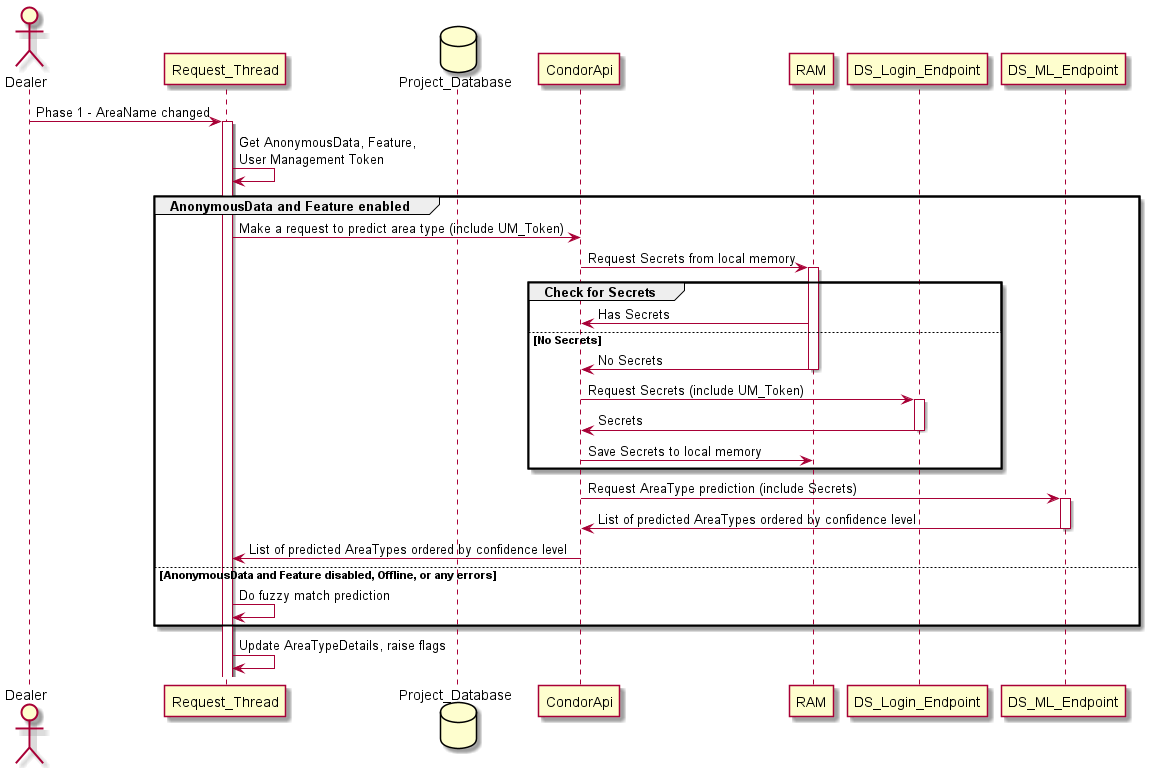 Dealer
Request_Thread
Project_Database
CondorApi
RAM
DS_Login_Endpoint
DS_ML_Endpoint
Phase 1 - AreaName changed
Get AnonymousData, Feature,
User Management Token
AnonymousData and Feature enabled
Make a request to predict area type (include UM_Token)
Request Secrets from local memory
Check for Secrets
Has Secrets
[No Secrets]
No Secrets
Request Secrets (include UM_Token)
Secrets
Save Secrets to local memory
Request AreaType prediction (include Secrets)
List of predicted AreaTypes ordered by confidence level
List of predicted AreaTypes ordered by confidence level
[AnonymousData and Feature disabled, Offline, or any errors]
Do fuzzy match prediction
Update AreaTypeDetails, raise flags
Dealer
Request_Thread
Project_Database
CondorApi
RAM
DS_Login_Endpoint
DS_ML_Endpoint